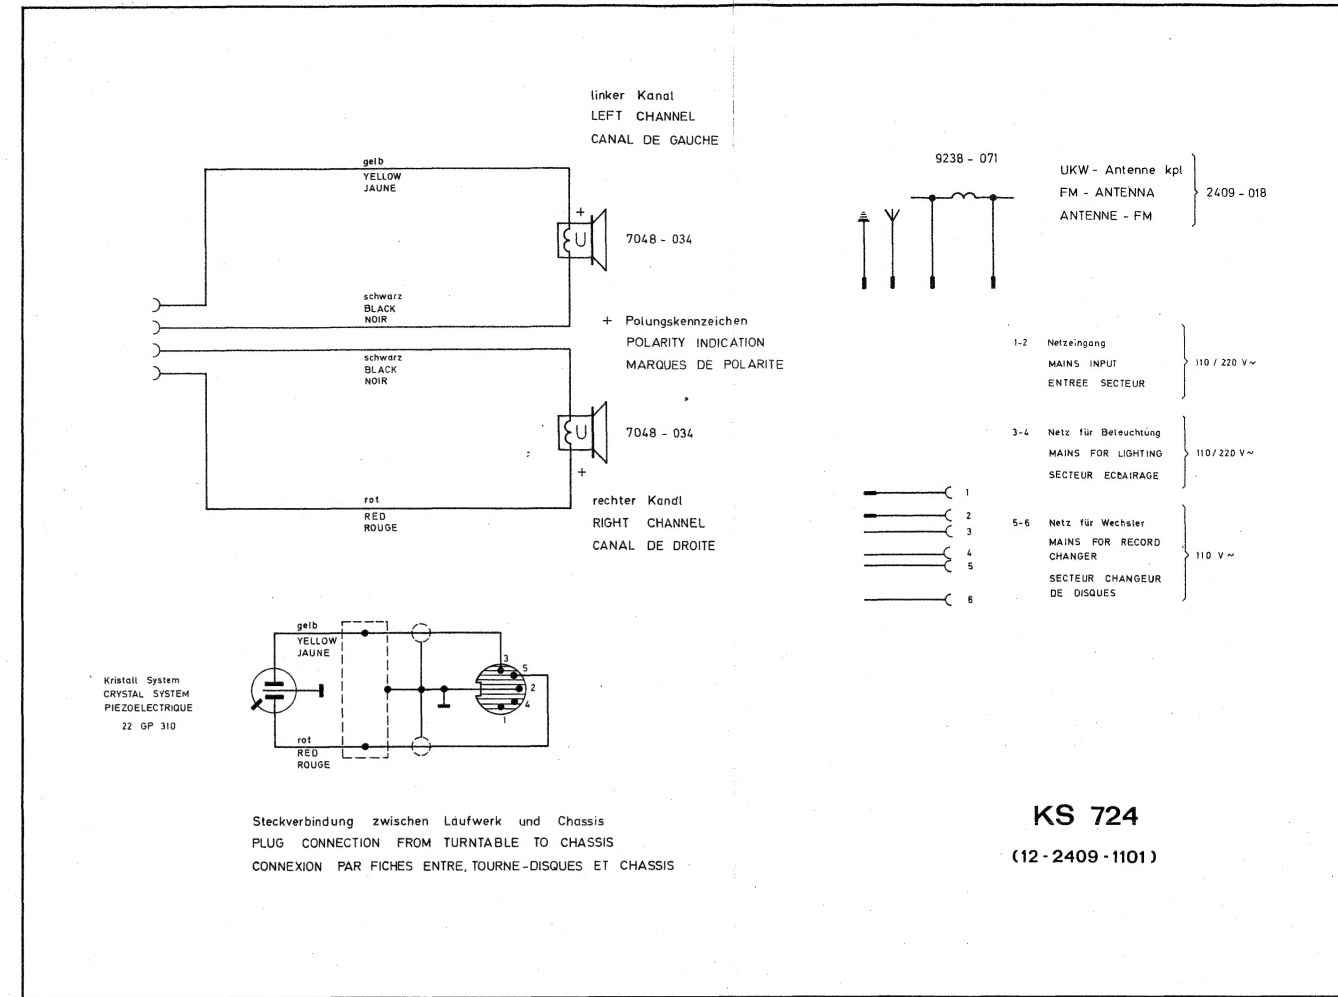 linker Kanal
LEFT CHANNEL
CANAL DE GAUCHE
gelb
YELLOW
JAUNE
+
7048 - 034
schwarz
BLACK
NOIR
+ Polungskennzeichen
POLARITY INDICATION
MARQUES DE POLARITE
schwarz
BLACK
NOIR
7048 - 034
+
rot
RED
ROUGE
rechter Kanal
RIGHT CHANNEL
CANAL DE DROITE
9238 - 071
UKW - Antenne kpl
FM - ANTENNA
ANTENNE - FM
2409 - 018
1-2 Netzeingang
MAINS INPUT
ENTREE SECTEUR
110 / 220 V ~
3-4 Netz für Beleuchtung
MAINS FOR LIGHTING
SECTEUR ECLAIRAGE
110/220 V ~
5-6 Netz für Wechsler
MAINS FOR RECORD
CHANGER
SECTEUR CHANGEUR
DE DISQUES
110 V ~
1
2
3
4
5
6
gelb
YELLOW
JAUNE
Kristall System
CRYSTAL SYSTEM
PIEZOELECTRIQUE
22 GP 310
rot
RED
ROUGE
3
5
2
4
1
Steckverbindung zwischen Laufwerk und Chassis
PLUG CONNECTION FROM TURNTABLE TO CHASSIS
CONNEXION PAR FICHES ENTRE, TOURNE-DISQUES ET CHASSIS
KS 724
(12 - 2409 - 1101)